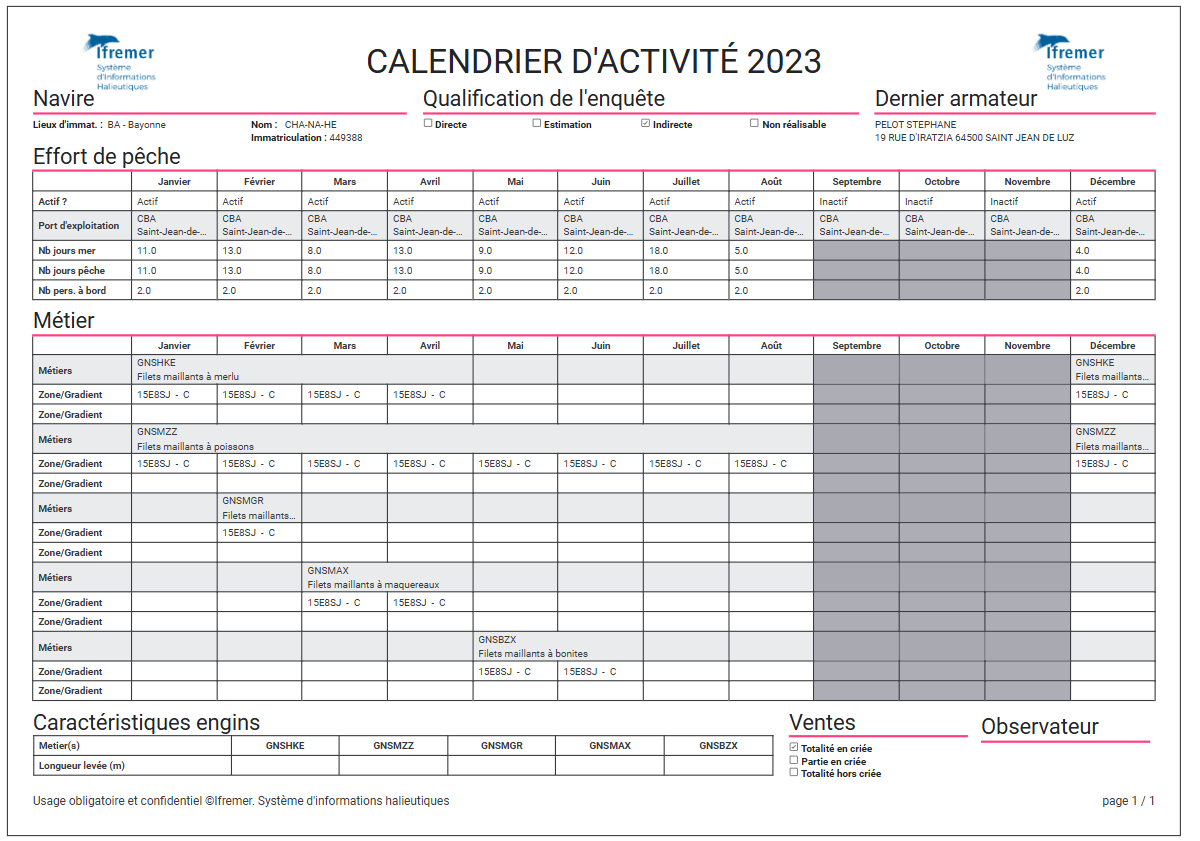 Ifremer
Système
d'Informations
Halieutiques
CALENDRIER D'ACTIVITÉ 2023
Ifremer
Système
d'Informations
Halieutiques
Navire
Qualification de l'enquête
Dernier armateur
Lieux d'immat. : BA - Bayonne
Nom : CHA-NA-HE
Immatriculation : 449388
Directe Estimation Indirecte Non réalisable
PELOT STEPHANE
19 RUE D'IRATZIA 64500 SAINT JEAN DE LUZ
Effort de pêche
Janvier Février Mars Avril Mai Juin Juillet Août Septembre Octobre Novembre Décembre
Actif ? Actif Actif Actif Actif Actif Actif Actif Actif Inactif Inactif Inactif Actif
Port d'exploitation CBA CBA CBA CBA CBA CBA CBA CBA CBA CBA CBA CBA
Saint-Jean-de-... Saint-Jean-de-... Saint-Jean-de-... Saint-Jean-de-... Saint-Jean-de-... Saint-Jean-de-... Saint-Jean-de-... Saint-Jean-de-... Saint-Jean-de-... Saint-Jean-de-... Saint-Jean-de-... Saint-Jean-de-...
Nb jours mer 11.0 13.0 8.0 13.0 9.0 12.0 18.0 5.0 4.0
Nb jours pêche 11.0 13.0 8.0 13.0 9.0 12.0 18.0 5.0 4.0
Nb pers. à bord 2.0 2.0 2.0 2.0 2.0 2.0 2.0 2.0 2.0
Métier
Janvier Février Mars Avril Mai Juin Juillet Août Septembre Octobre Novembre Décembre
Métiers GNSHKE GNSHKE
Filets maillants à merlu Filets maillants...
Zone/Gradient 15E8SJ - C 15E8SJ - C 15E8SJ - C 15E8SJ - C 15E8SJ - C
Zone/Gradient
Métiers GNSMZZ GNSMZZ
Filets maillants à poissons Filets maillants...
Zone/Gradient 15E8SJ - C 15E8SJ - C 15E8SJ - C 15E8SJ - C 15E8SJ - C 15E8SJ - C 15E8SJ - C 15E8SJ - C 15E8SJ - C
Zone/Gradient
Métiers GNSMGR
Filets maillants...
Zone/Gradient 15E8SJ - C
Zone/Gradient
Métiers GNSMAX
Filets maillants à maquereaux
Zone/Gradient 15E8SJ - C 15E8SJ - C
Zone/Gradient
Métiers GNSBZX
Filets maillants à bonites
Zone/Gradient 15E8SJ - C 15E8SJ - C
Zone/Gradient
Caractéristiques engins
Metier(s) GNSHKE GNSMZZ GNSMGR GNSMAX GNSBZX
Longueur levée (m)
Ventes
Totalité en criée
Partie en criée
Totalité hors criée
Observateur
Usage obligatoire et confidentiel ©Ifremer. Système d'informations halieutiques
page 1 / 1